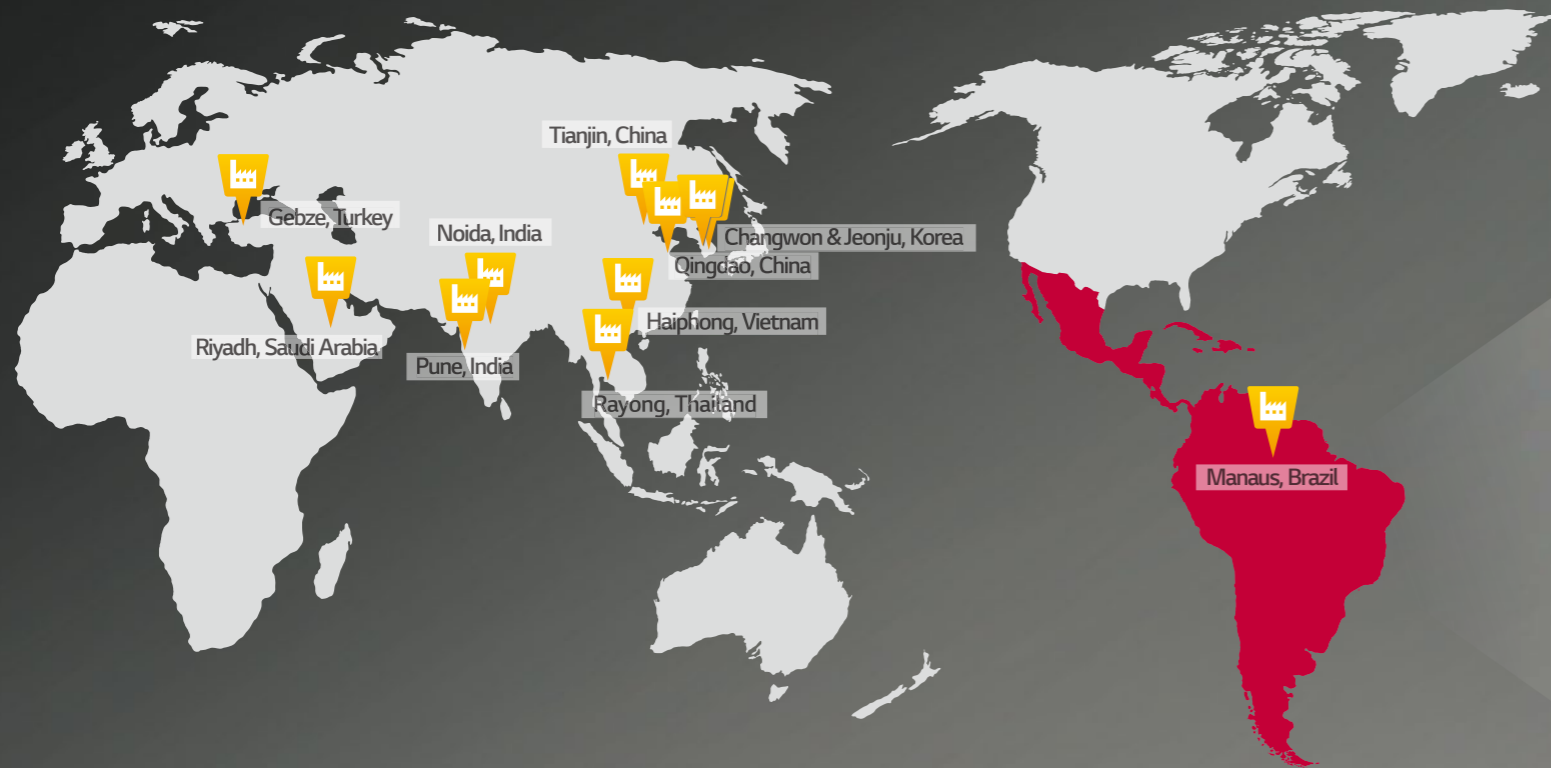 Tianjin, China
Gebze, Turkey
Noida, India
Changwon & Jeonju, Korea
Qingdao, China
Haiphong, Vietnam
Riyadh, Saudi Arabia
Pune, India
Rayong, Thailand
Manaus, Brazil